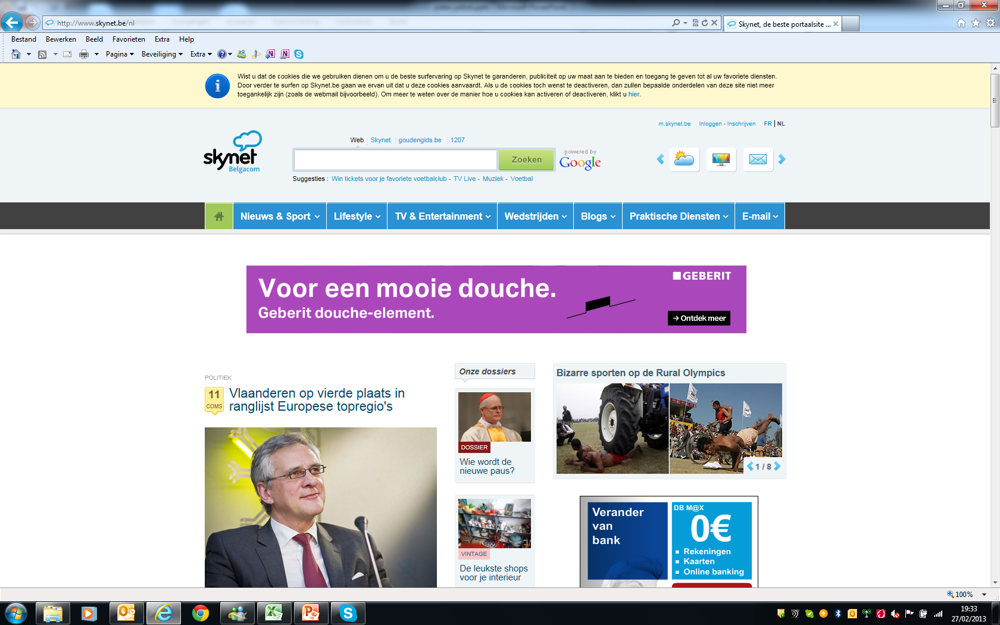 http://www.skynet.be/nl
Skynet, de beste portaalsite ...
Bestand Bewerken Beeld Favorieten Extra Help
Pagina Beveiliging Extra
Wist u dat de cookies die we gebruiken dienen om u de beste surfervaring op Skynet te garanderen, publiciteit op uw maat aan te bieden en toegang te geven tot al uw favoriete diensten.
Door verder te surfen op Skynet.be gaan we ervan uit dat u deze cookies aanvaardt. Als u de cookies toch wenst te deactiveren, dan zullen bepaalde onderdelen van deze site niet meer
toegankelijk zijn (zoals de webmail bijvoorbeeld). Om meer te weten over de manier hoe u cookies kan activeren of deactiveren, klikt u hier.
m.skynet.be Inloggen - Inschrijven FR | NL
skynet
Belgacom
Web Skynet goudengids.be 1207
Zoeken
powered by
Google
Suggesties : Win tickets voor je favoriete voetbalclub - TV Live - Muziek - Voetbal
Nieuws & Sport Lifestyle TV & Entertainment Wedstrijden Blogs Praktische Diensten E-mail
Voor een mooie douche.
Geberit douche-element.
GEBERIT
→ Ontdek meer
POLITIEK
11
COMS
Vlaanderen op vierde plaats in
ranglijst Europese topregio's
Onze dossiers
DOSSIER
Wie wordt de
nieuwe paus?
VINTAGE
De leukste shops
voor je interieur
Bizarre sporten op de Rural Olympics
1 / 8
Verander
van
bank
DB M@X
0€
Rekeningen
Kaarten
Online banking
100%
19:33
27/02/2013